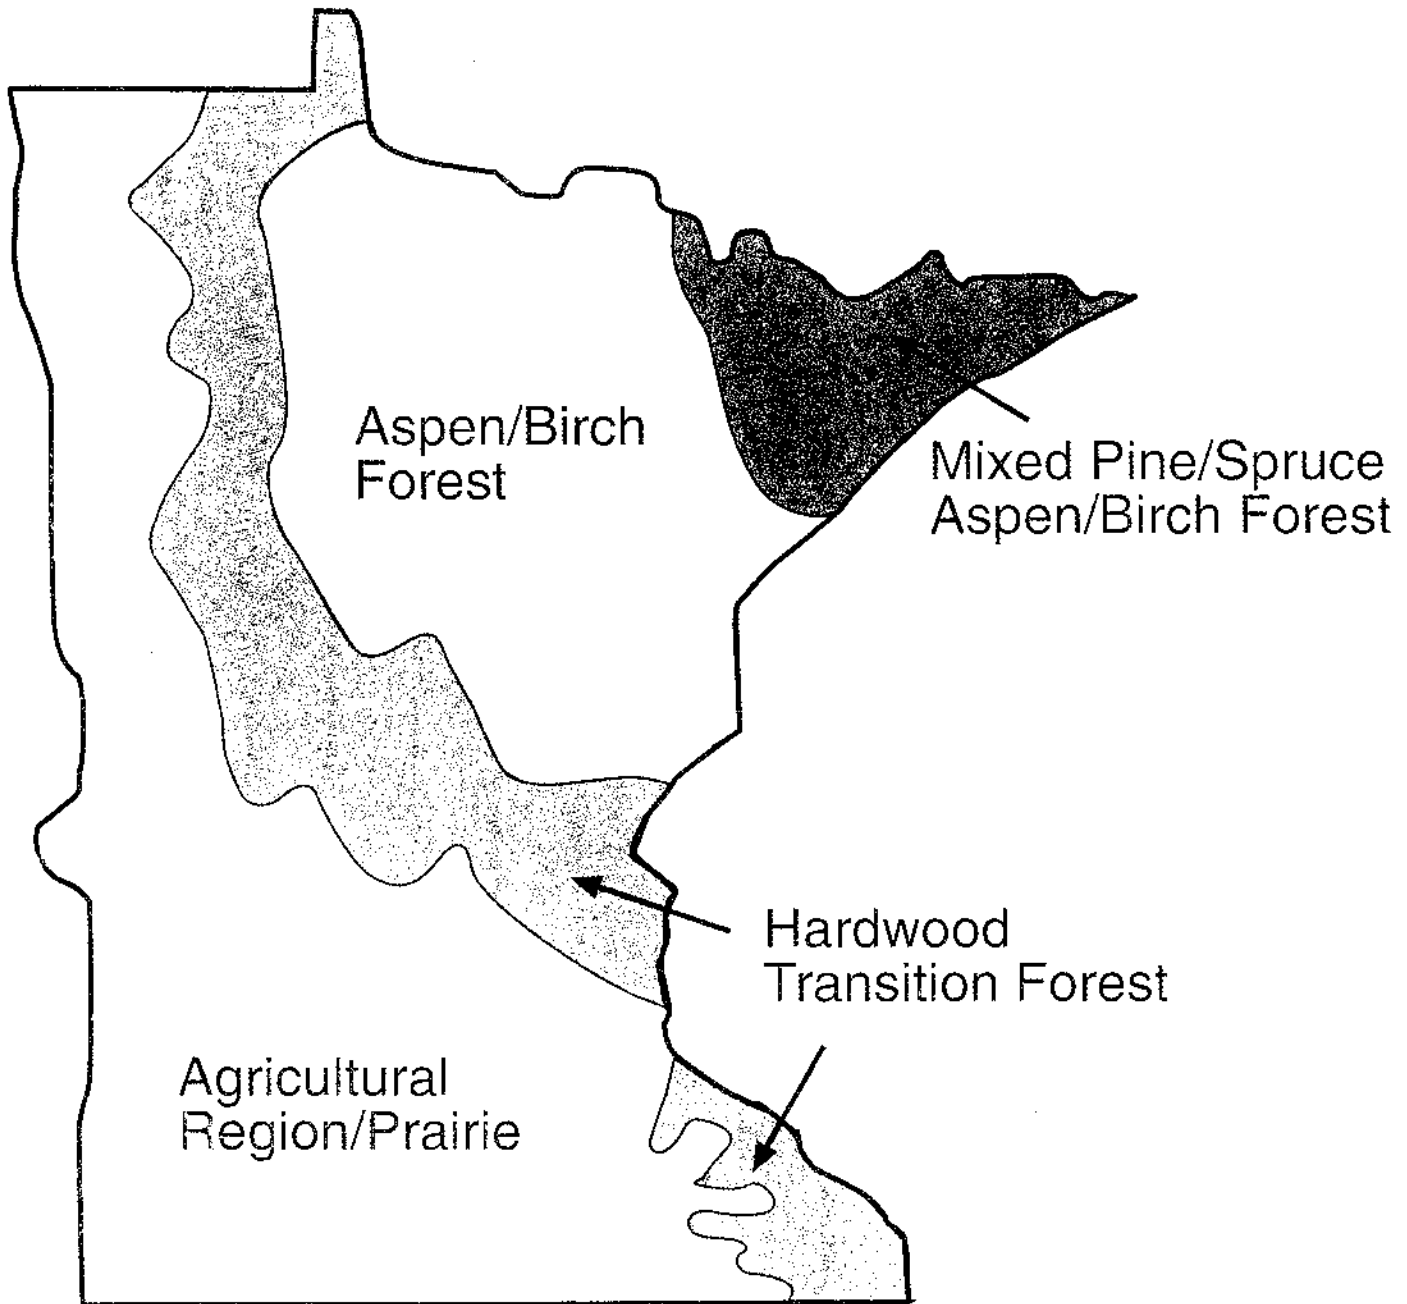 Aspen/Birch
Forest
Mixed Pine/Spruce
Aspen/Birch Forest
Hardwood
Transition Forest
Agricultural
Region/Prairie